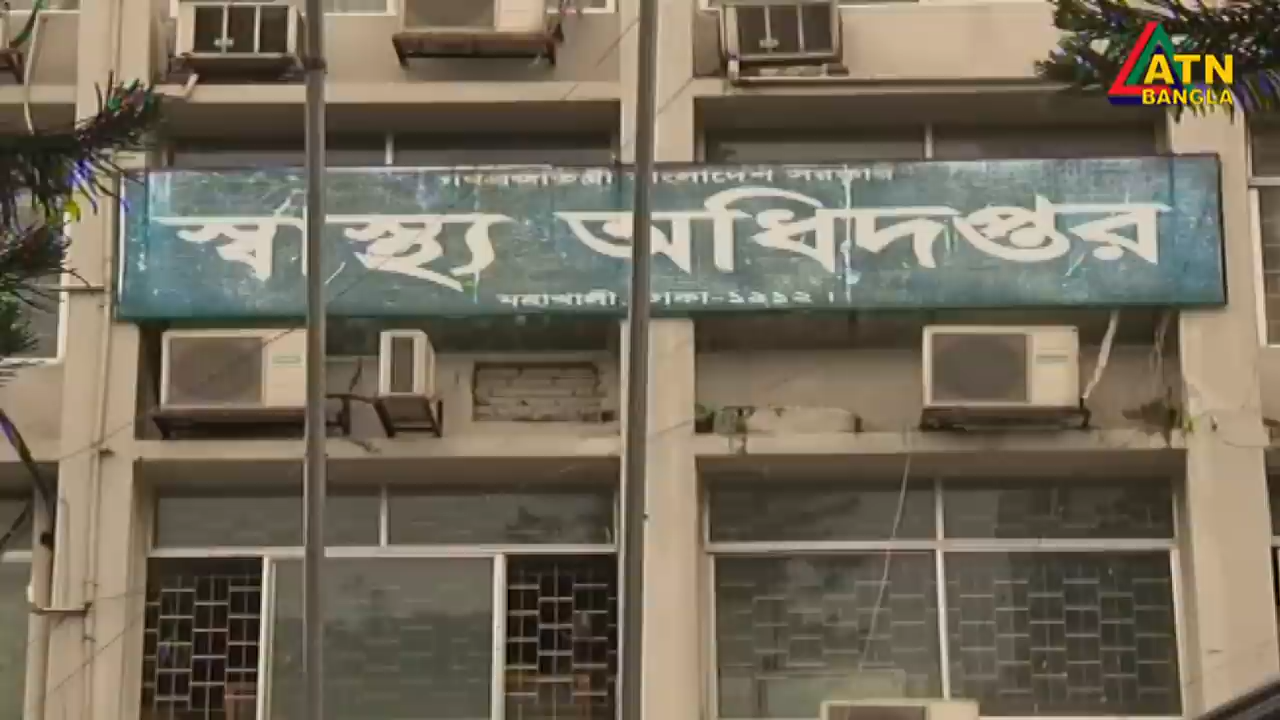 ATN
BANGLA
গণপ্রজাতন্ত্রী বাংলাদেশ সরকার
স্বাস্থ্য অধিদপ্তর
মহাখালী, ঢাকা-১২১২।